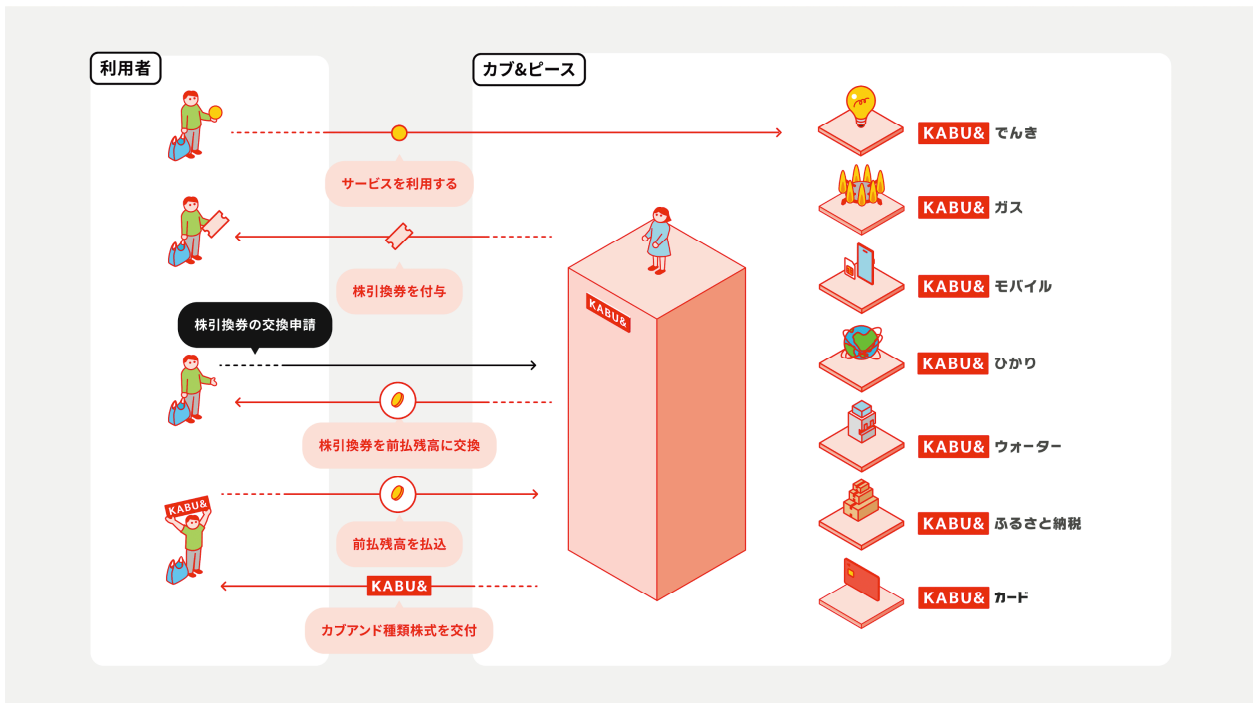 利用者
カブ&ピース
サービスを利用する
株引換券を付与
株引換券の交換申請
株引換券を前払残高に交換
KABU&
前払残高を払込
KABU&
カブアンド種類株式を交付
KABU&
KABU& でんき
KABU& ガス
KABU& モバイル
KABU& ひかり
KABU& ウォーター
KABU& ふるさと納税
KABU& カード